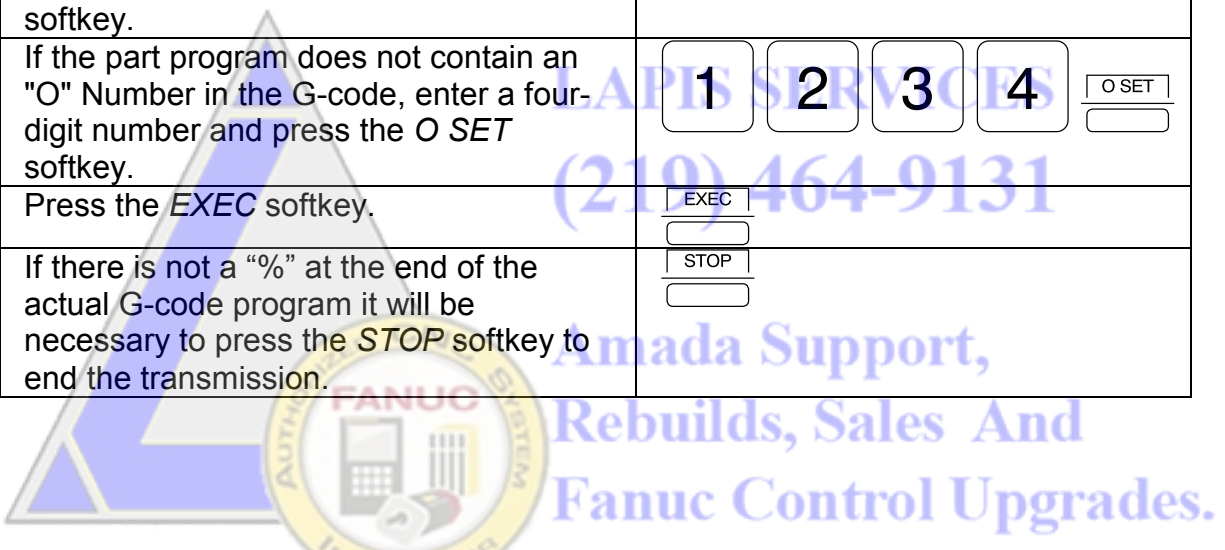 softkey.
If the part program does not contain an
"O" Number in the G-code, enter a four-
digit number and press the O SET
softkey.
1 2 3 4 O SET
Press the EXEC softkey.
EXEC
If there is not a “%” at the end of the
actual G-code program it will be
necessary to press the STOP softkey to
end the transmission.
STOP
LAPIS SERVICES
(219) 464-9131
Amada Support,
Rebuilds, Sales And
Fanuc Control Upgrades.
FANUC
SYSTEM